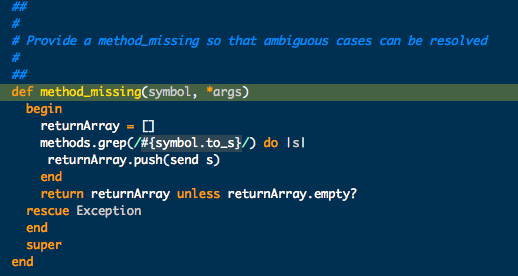 ##
#
# Provide a method_missing so that ambiguous cases can be resolved
#
##
def method_missing(symbol, *args)
  begin
    returnArray = []
    methods.grep(/#{symbol.to_s}/) do |s|
     returnArray.push(send s)
    end
    return returnArray unless returnArray.empty?
  rescue Exception
  end
  super
end